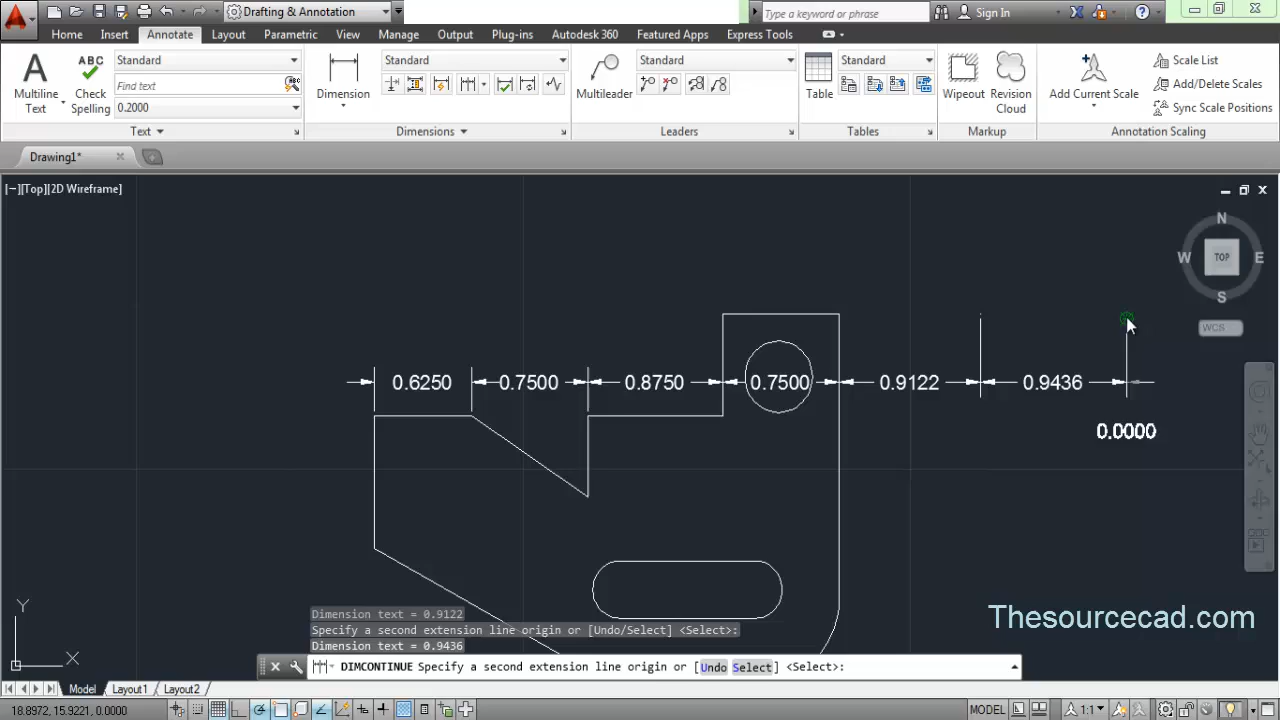 Drafting & Annotation
Type a keyword or phrase
Sign In
Home Insert Annotate Layout Parametric View Manage Output Plug-ins Autodesk 360 Featured Apps Express Tools
Multiline Text
ABC
Check Spelling
Standard
Find text
0.2000
Text
Dimension
Standard
Dimensions
Multileader
Standard
Leaders
Table
Standard
Tables
Wipeout
Revision Cloud
Markup
Add Current Scale
Scale List
Add/Delete Scales
Sync Scale Positions
Annotation Scaling
Drawing1*
[−][Top][2D Wireframe]
N
W TOP E
S
WCS
0.6250 0.7500 0.8750 0.7500 0.9122 0.9436
0.0000
Thesourcecad.com
Y
X
Dimension text = 0.9122
Specify a second extension line origin or [Undo/Select] <Select>:
Dimension text = 0.9436
DIMCONTINUE Specify a second extension line origin or [Undo Select] <Select>:
Model Layout1 Layout2
18.8972, 15.9221, 0.0000
MODEL
1:1